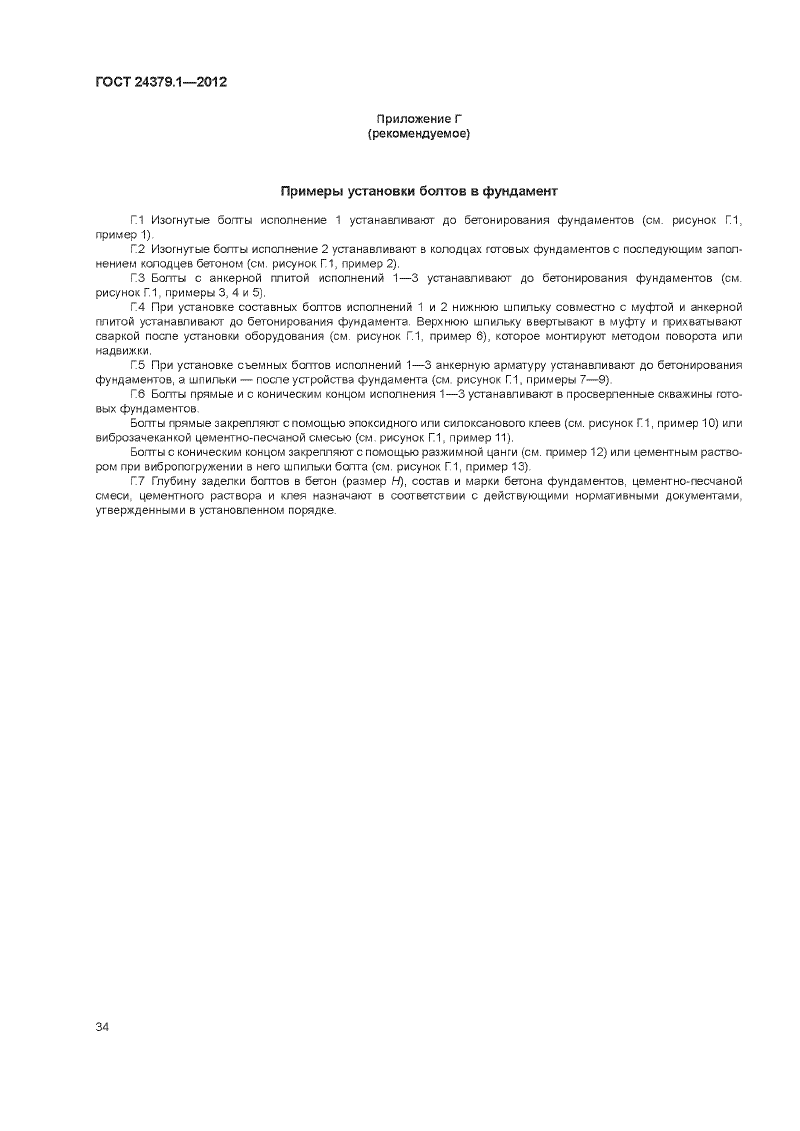 ГОСТ 24379.1—2012
Приложение Г
(рекомендуемое)
Примеры установки болтов в фундамент
Г.1 Изогнутые болты исполнение 1 устанавливают до бетонирования фундаментов (см. рисунок Г.1,
пример 1).
Г.2 Изогнутые болты исполнение 2 устанавливают в колодцах готовых фундаментов с последующим запол-
нением колодцев бетоном (см. рисунок Г.1, пример 2).
Г.3 Болты с анкерной плитой исполнений 1—3 устанавливают до бетонирования фундаментов (см.
рисунок Г.1, примеры 3, 4 и 5).
Г.4 При установке составных болтов исполнений 1 и 2 нижнюю шпильку совместно с муфтой и анкерной
плитой устанавливают до бетонирования фундамента. Верхнюю шпильку ввертывают в муфту и прихватывают
сваркой после установки оборудования (см. рисунок Г.1, пример 6), которое монтируют методом поворота или
надвижки.
Г.5 При установке съемных болтов исполнений 1—3 анкерную арматуру устанавливают до бетонирования
фундаментов, а шпильки — после устройства фундамента (см. рисунок Г.1, примеры 7—9).
Г.6 Болты прямые и с коническим концом исполнения 1—3 устанавливают в просверленные скважины гото-
вых фундаментов.
Болты прямые закрепляют с помощью эпоксидного или силоксанового клеев (см. рисунок Г.1, пример 10) или
виброзачеканкой цементно-песчаной смесью (см. рисунок Г.1, пример 11).
Болты с коническим концом закрепляют с помощью разжимной цанги (см. пример 12) или цементным раство-
ром при вибропогружении в него шпильки болта (см. рисунок Г.1, пример 13).
Г.7 Глубину заделки болтов в бетон (размер Н), состав и марки бетона фундаментов, цементно-песчаной
смеси, цементного раствора и клея назначают в соответствии с действующими нормативными документами,
утвержденными в установленном порядке.
34